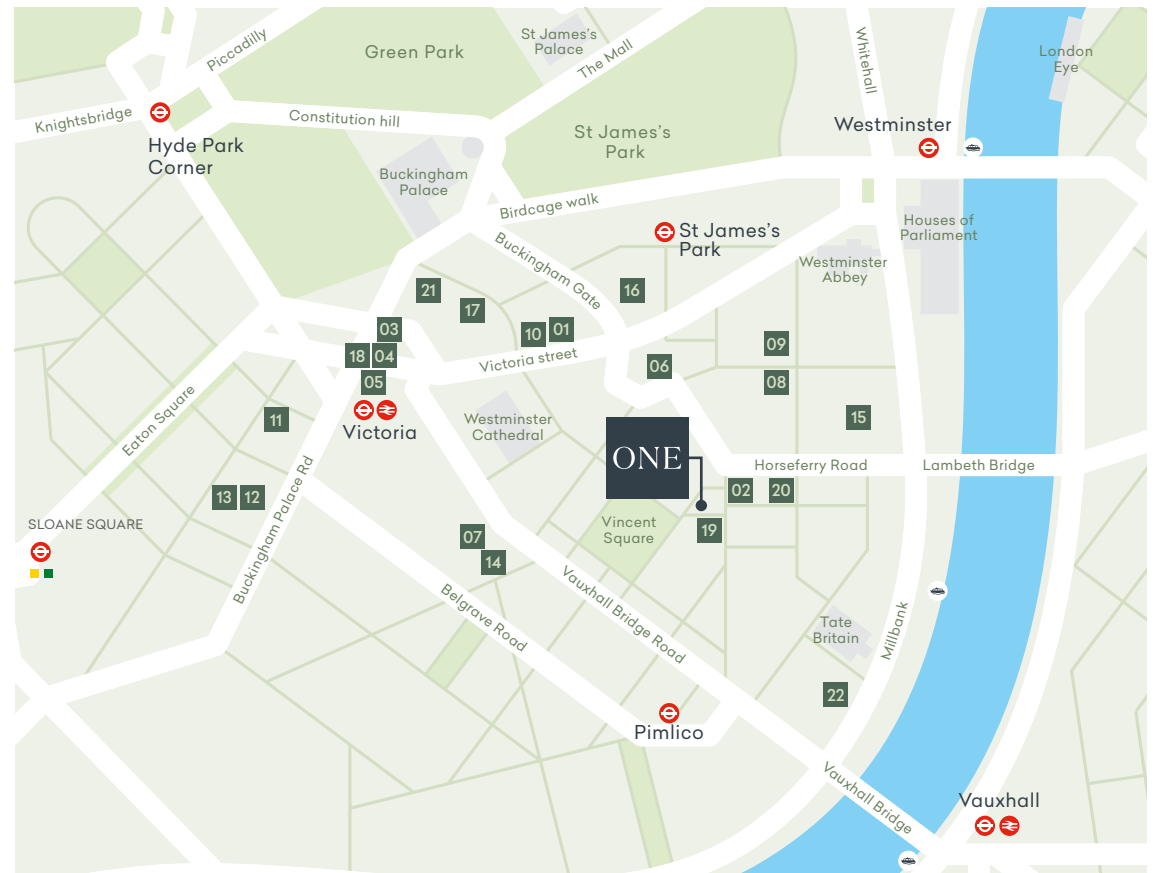 Piccadilly
Green Park
St James's
Palace
The Mall
Whitehall
London
Eye
Knightsbridge
Constitution hill
Hyde Park
Corner
St James's
Park
Westminster
Buckingham
Palace
Birdcage walk
St James's
Park
Houses of
Parliament
Buckingham Gate
Westminster
Abbey
21
16
17
03
10
01
18
04
Victoria street
09
06
05
08
Eaton Square
11
Victoria
Westminster
Cathedral
15
ONE
Horseferry Road
Lambeth Bridge
13
12
02
20
SLOANE SQUARE
Buckingham Palace Rd
Vincent
Square
19
07
14
Vauxhall Bridge Road
Belgrave Road
Tate
Britain
Millbank
22
Pimlico
Vauxhall Bridge
Vauxhall